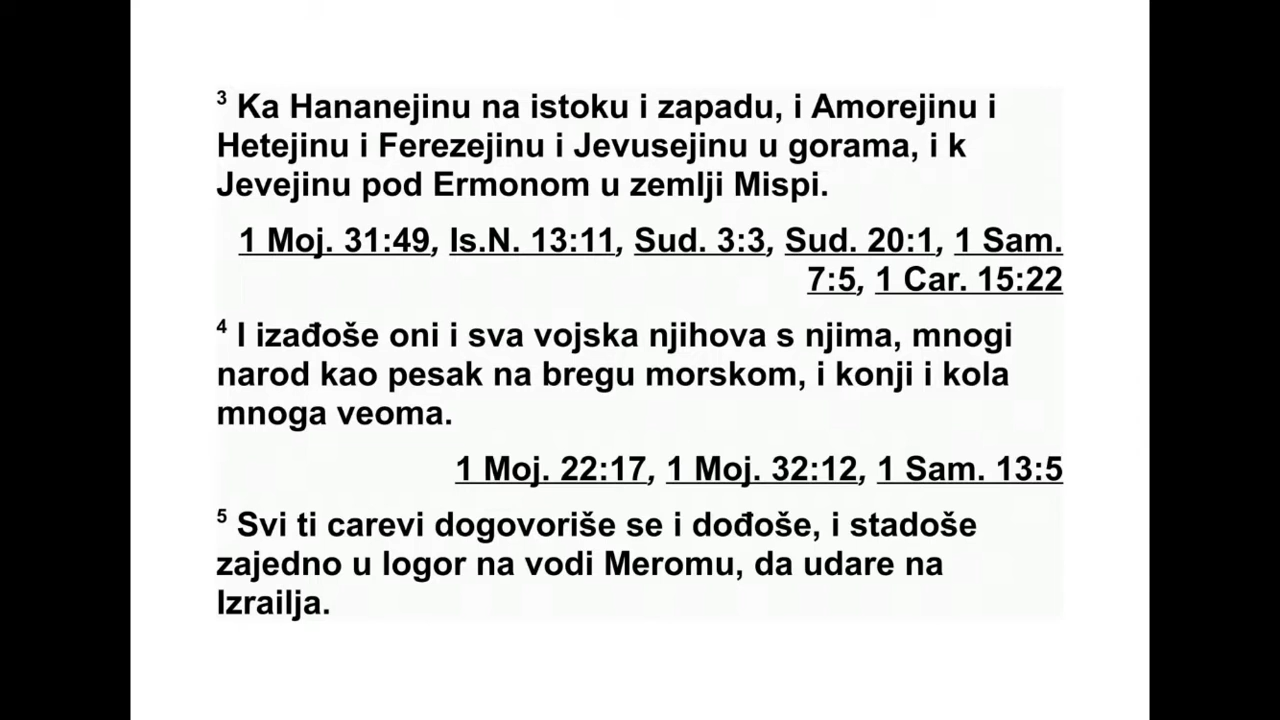 3 Ka Hananejinu na istoku i zapadu, i Amorejinu i
Hetejinu i Ferezejinu i Jevusejinu u gorama, i k
Jevejinu pod Ermonom u zemlji Mispi.
1 Moj. 31:49, Is.N. 13:11, Sud. 3:3, Sud. 20:1, 1 Sam.
7:5, 1 Car. 15:22
4 I izađoše oni i sva vojska njihova s njima, mnogi
narod kao pesak na bregu morskom, i konji i kola
mnoga veoma.
1 Moj. 22:17, 1 Moj. 32:12, 1 Sam. 13:5
5 Svi ti carevi dogovoriše se i dođoše, i stadoše
zajedno u logor na vodi Meromu, da udare na
Izrailja.